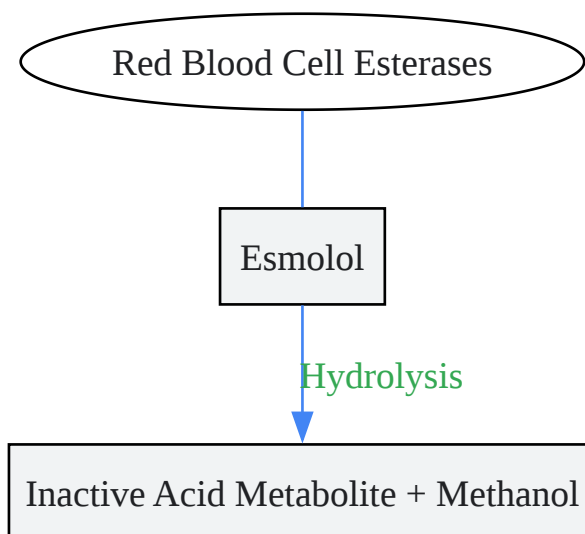 Red Blood Cell Esterases
Esmolol
Hydrolysis
Inactive Acid Metabolite + Methanol